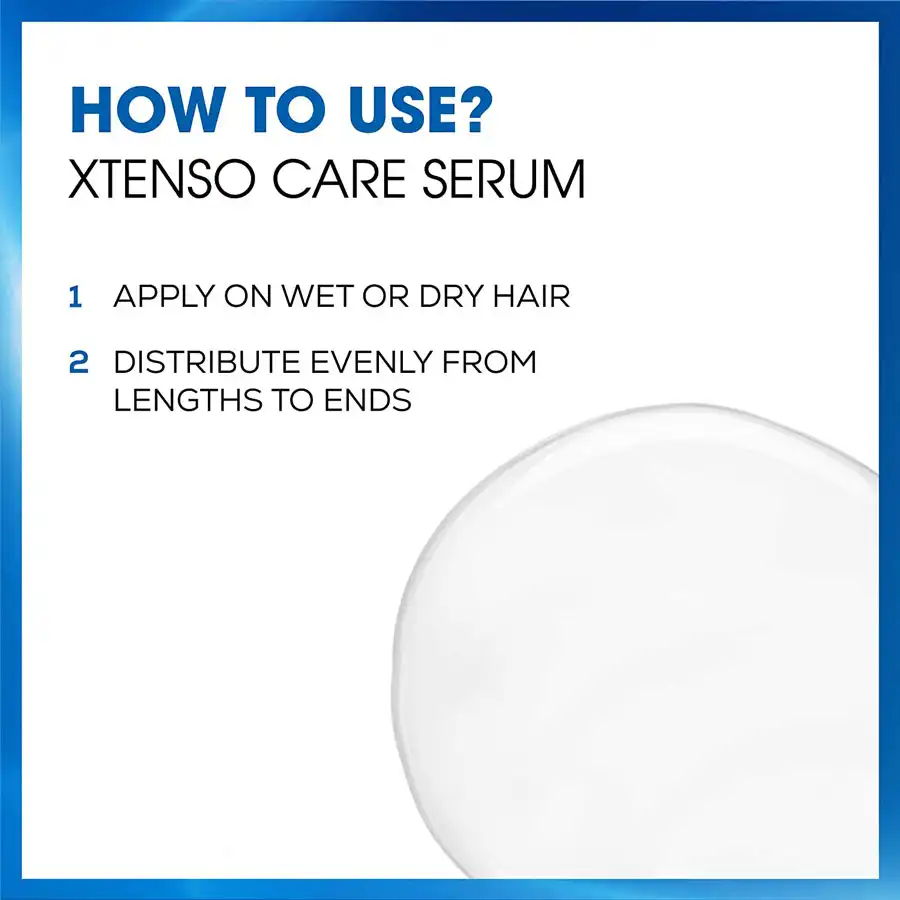 HOW TO USE?
XTENSO CARE SERUM
1 APPLY ON WET OR DRY HAIR
2 DISTRIBUTE EVENLY FROM
LENGTHS TO ENDS